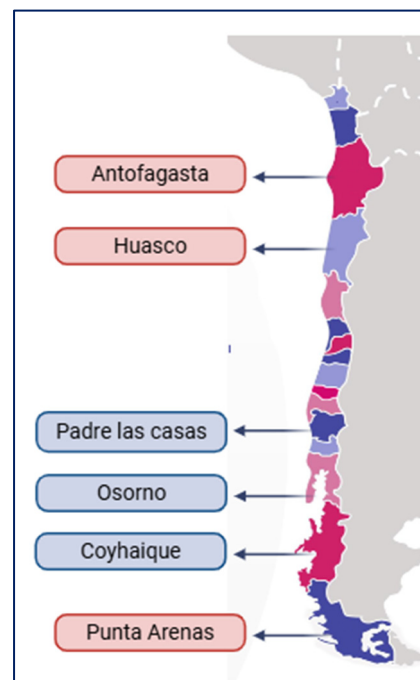 Antofagasta
Huasco
Padre las casas
Osorno
Coyhaique
Punta Arenas